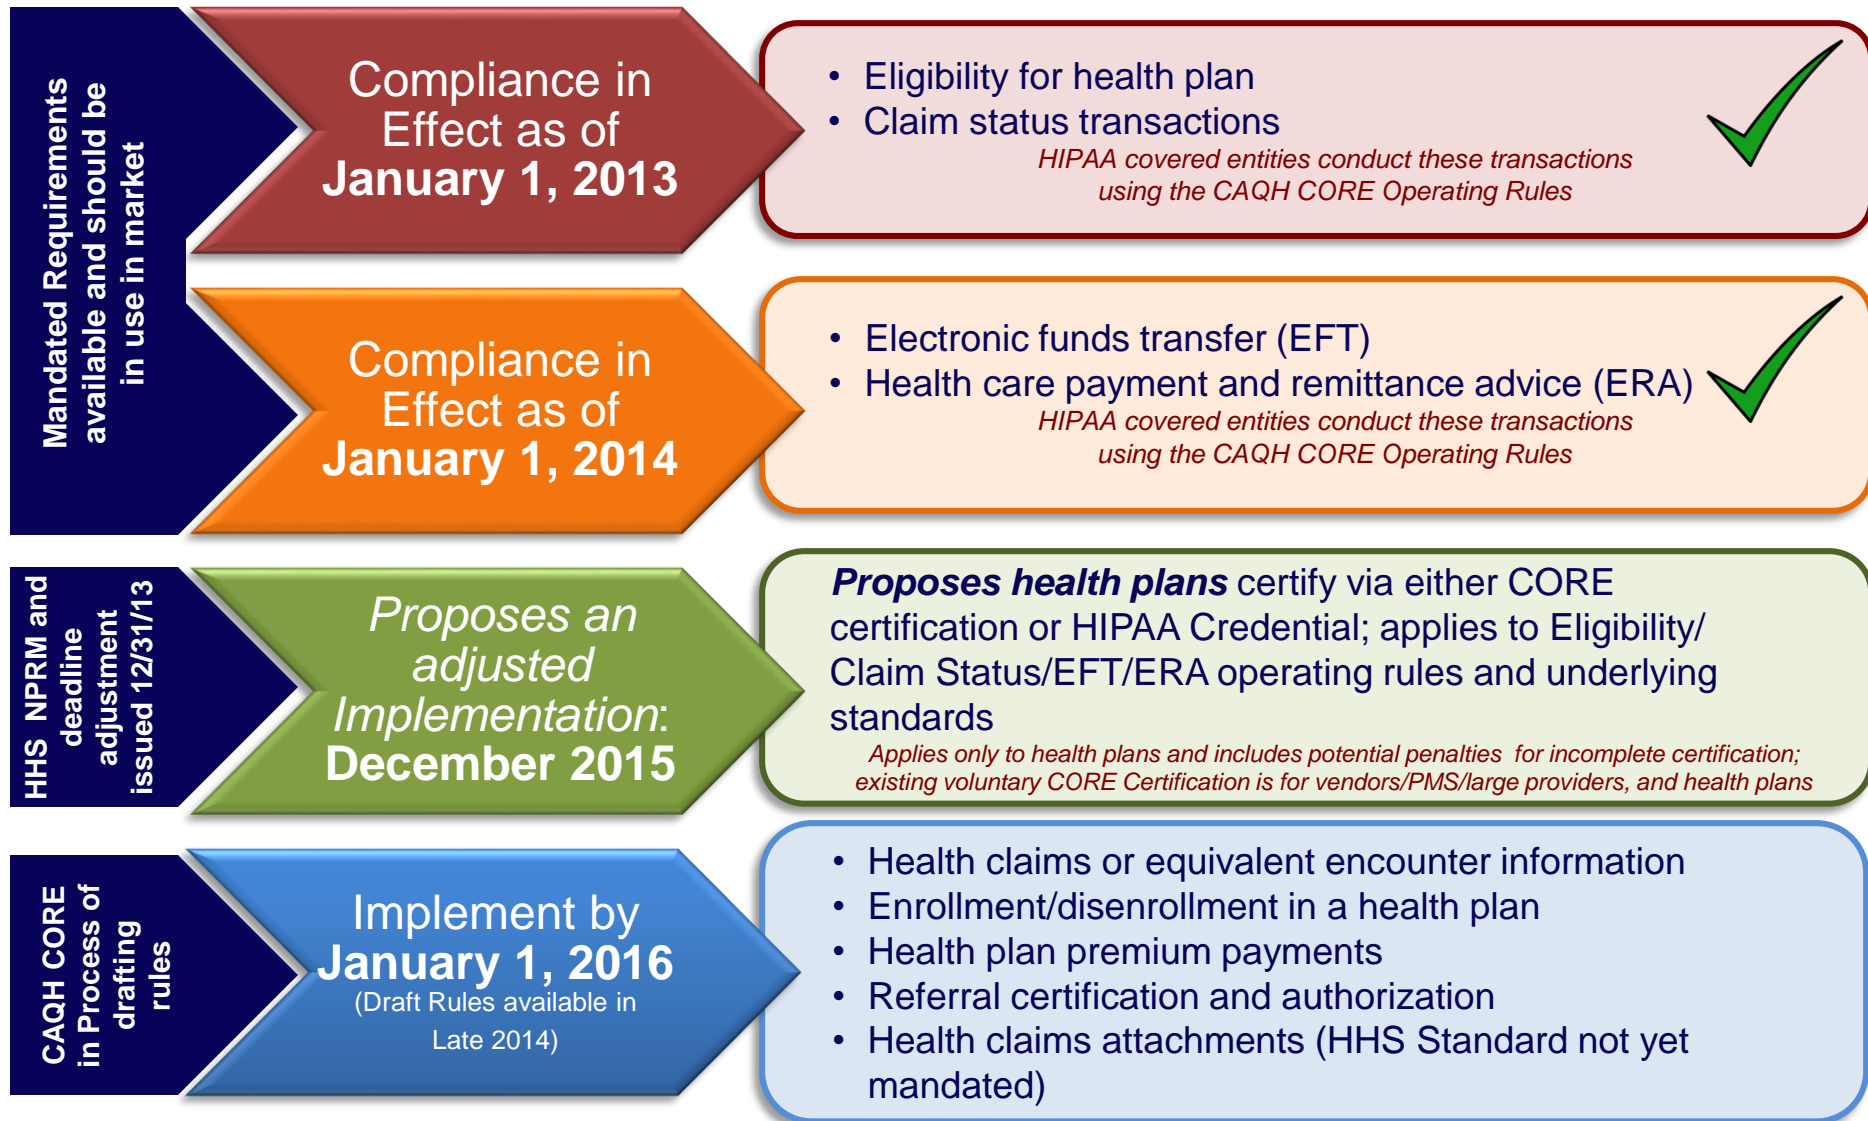 Mandated Requirements
available and should be
in use in market
Compliance in
Effect as of
January 1, 2013
• Eligibility for health plan
• Claim status transactions
HIPAA covered entities conduct these transactions
using the CAQH CORE Operating Rules
Compliance in
Effect as of
January 1, 2014
• Electronic funds transfer (EFT)
• Health care payment and remittance advice (ERA)
HIPAA covered entities conduct these transactions
using the CAQH CORE Operating Rules
HHS NPRM and
deadline
adjustment
issued 12/31/13
Proposes an
adjusted
Implementation:
December 2015
Proposes health plans certify via either CORE
certification or HIPAA Credential; applies to Eligibility/
Claim Status/EFT/ERA operating rules and underlying
standards
Applies only to health plans and includes potential penalties for incomplete certification;
existing voluntary CORE Certification is for vendors/PMS/large providers, and health plans
CAQH CORE
in Process of
drafting
rules
Implement by
January 1, 2016
(Draft Rules available in
Late 2014)
• Health claims or equivalent encounter information
• Enrollment/disenrollment in a health plan
• Health plan premium payments
• Referral certification and authorization
• Health claims attachments (HHS Standard not yet
mandated)